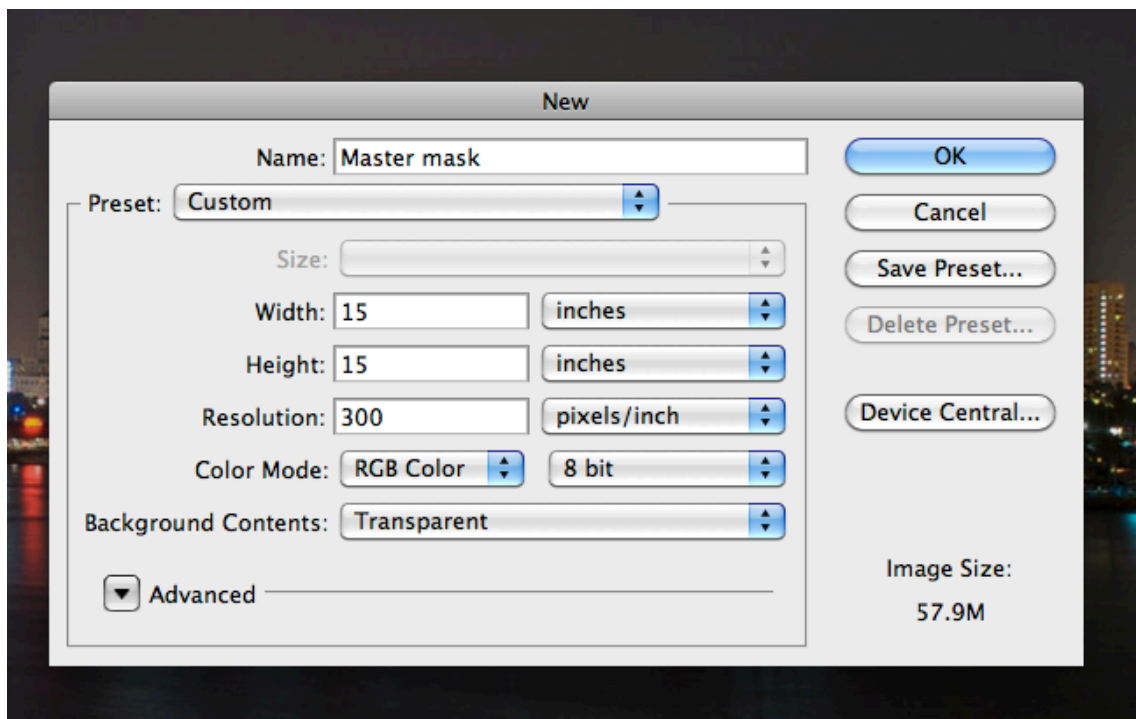 New
Name: Master mask
OK
Preset: Custom
Cancel
Size:
Save Preset...
Width: 15 inches
Delete Preset...
Height: 15 inches
Resolution: 300 pixels/inch
Device Central...
Color Mode: RGB Color 8 bit
Background Contents: Transparent
Advanced
Image Size:
57.9M